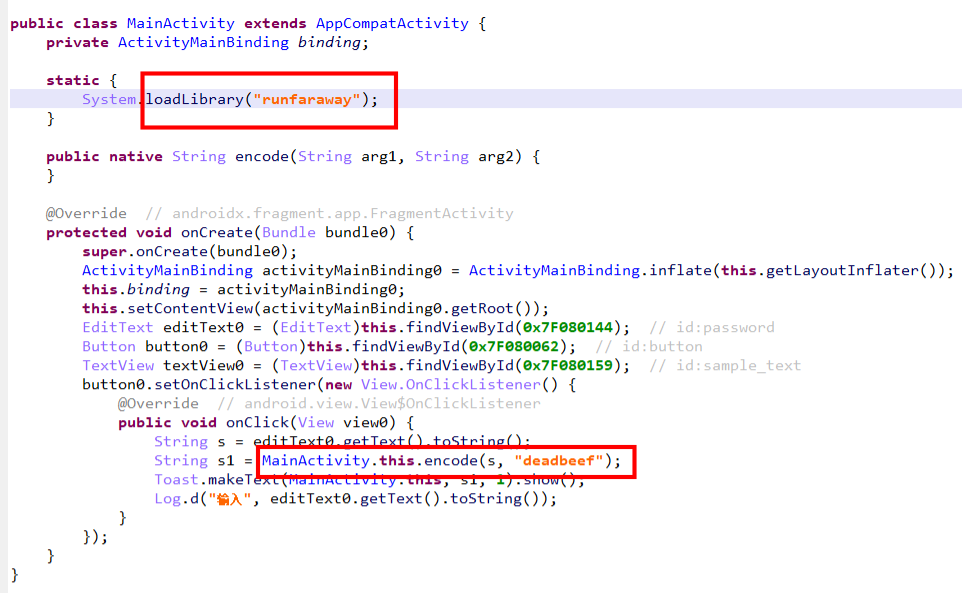 public class MainActivity extends AppCompatActivity {
    private ActivityMainBinding binding;

    static {
        System.loadLibrary("runfaraway");
    }

    public native String encode(String arg1, String arg2) {
    }

    @Override  // androidx.fragment.app.FragmentActivity
    protected void onCreate(Bundle bundle0) {
        super.onCreate(bundle0);
        ActivityMainBinding activityMainBinding0 = ActivityMainBinding.inflate(this.getLayoutInflater());
        this.binding = activityMainBinding0;
        this.setContentView(activityMainBinding0.getRoot());
        EditText editText0 = (EditText)this.findViewById(0x7F080144);  // id:password
        Button button0 = (Button)this.findViewById(0x7F080062);  // id:button
        TextView textView0 = (TextView)this.findViewById(0x7F080159);  // id:sample_text
        button0.setOnClickListener(new View.OnClickListener() {
            @Override  // android.view.View$OnClickListener
            public void onClick(View view0) {
                String s = editText0.getText().toString();
                String s1 = MainActivity.this.encode(s, "deadbeef");
                Toast.makeText(MainActivity.this, s1, 1).show();
                Log.d("输入", editText0.getText().toString());
            }
        });
    }
}